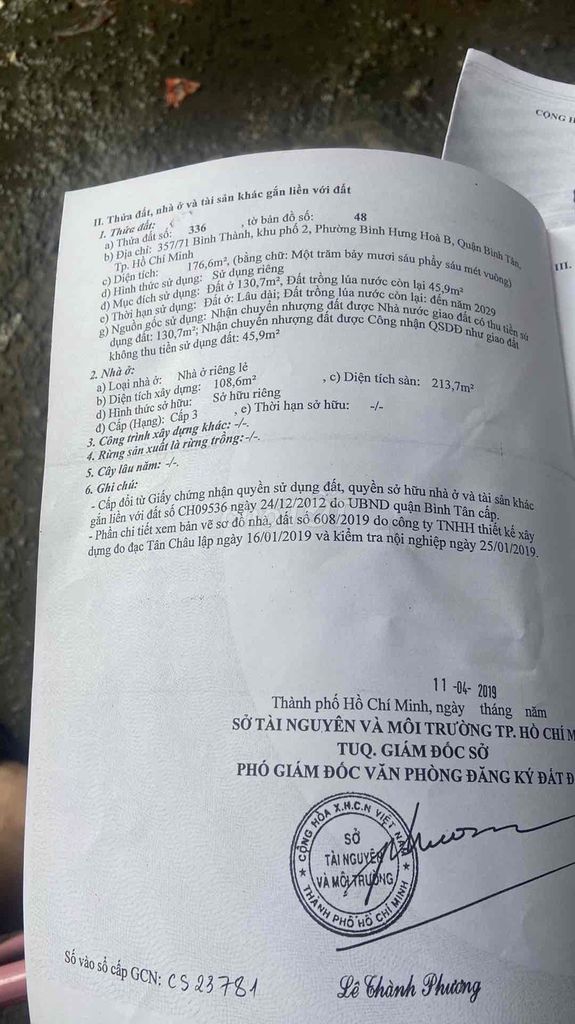 CỘNG H
II. Thửa đất, nhà ở và tài sản khác gắn liền với đất
1. Thửa đất:
a) Thửa đất số: 336 , tờ bản đồ số: 48
b) Địa chỉ: 357/71 Bình Thành, khu phố 2, Phường Bình Hưng Hoà B, Quận Bình Tân,
Tp. Hồ Chí Minh
c) Diện tích: 176,6m², (bằng chữ: Một trăm bảy mươi sáu phẩy sáu mét vuông)
d) Hình thức sử dụng: Sử dụng riêng
đ) Mục đích sử dụng: Đất ở 130,7m², Đất trồng lúa nước còn lại 45,9m²
e) Thời hạn sử dụng: Đất ở: Lâu dài; Đất trồng lúa nước còn lại: đến năm 2029
g) Nguồn gốc sử dụng: Nhận chuyển nhượng đất được Nhà nước giao đất có thu tiền sử
dụng đất: 130,7m²; Nhận chuyển nhượng đất được Công nhận QSDĐ như giao đất
không thu tiền sử dụng đất: 45,9m²
2. Nhà ở:
a) Loại nhà ở: Nhà ở riêng lẻ
b) Diện tích xây dựng: 108,6m² , c) Diện tích sàn: 213,7m²
d) Hình thức sở hữu: Sở hữu riêng
đ) Cấp (Hạng): Cấp 3 , e) Thời hạn sở hữu: -/-
3. Công trình xây dựng khác: -/-.
4. Rừng sản xuất là rừng trồng: -/-.
5. Cây lâu năm: -/-.
6. Ghi chú:
- Cấp đổi từ Giấy chứng nhận quyền sử dụng đất, quyền sở hữu nhà ở và tài sản khác
gắn liền với đất số CH09536 ngày 24/12/2012 do UBND quận Bình Tân cấp.
- Phần chi tiết xem bản vẽ sơ đồ nhà, đất số 608/2019 do công ty TNHH thiết kế xây
dựng đo đạc Tân Châu lập ngày 16/01/2019 và kiểm tra nội nghiệp ngày 25/01/2019.
III.
11 -04- 2019
Thành phố Hồ Chí Minh, ngày tháng năm
SỞ TÀI NGUYÊN VÀ MÔI TRƯỜNG TP. HỒ CHÍ M
TUQ. GIÁM ĐỐC SỞ
PHÓ GIÁM ĐỐC VĂN PHÒNG ĐĂNG KÝ ĐẤT Đ
CỘNG HÒA X.H.C.N VIỆT NAM
SỞ
TÀI NGUYÊN
VÀ MÔI TRƯỜNG
THÀNH PHỐ HỒ CHÍ MINH
Số vào sổ cấp GCN: CS 23781
Lê Thành Phương